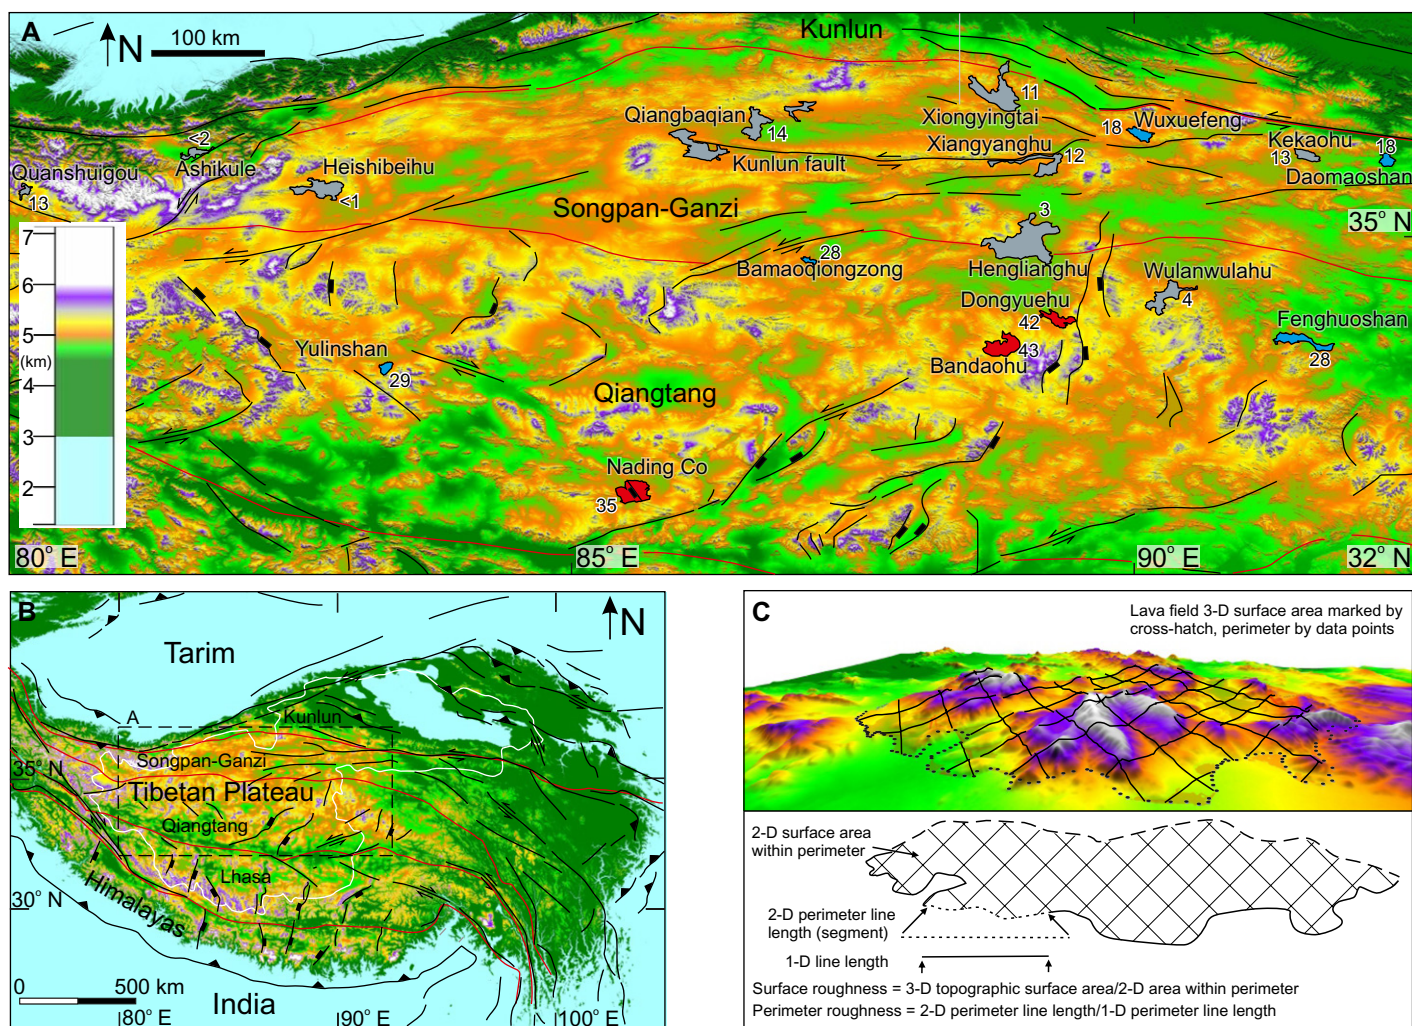 A
N
100 km
Kunlun
11
Qiangbaqian
14
Xiongyingtai
Wuxuefeng
18
Kekaohu
18
13
<2
Ashikule
Heishibeihu
<1
Quanshuigou
13
Kunlun fault
Xiangyanghu
12
Daomaoshan
Songpan-Ganzi
3
35° N
28
Bamaoqiongzong
Henglianghu
Wulanwulahu
4
Dongyuehu
42
Fenghuoshan
28
Bandaohu
43
Yulinshan
29
Qiangtang
Nading Co
35
7
6
5
(km)
4
3
2
80° E
85° E
90° E
32° N
B
N
Tarim
A
Kunlun
Songpan-Ganzi
35° N
Tibetan Plateau
Qiangtang
Lhasa
30° N
Himalayas
0 500 km
India
80° E
90° E
100° E
C
Lava field 3-D surface area marked by
cross-hatch, perimeter by data points
2-D surface area
within perimeter
2-D perimeter line
length (segment)
1-D line length
Surface roughness = 3-D topographic surface area/2-D area within perimeter
Perimeter roughness = 2-D perimeter line length/1-D perimeter line length